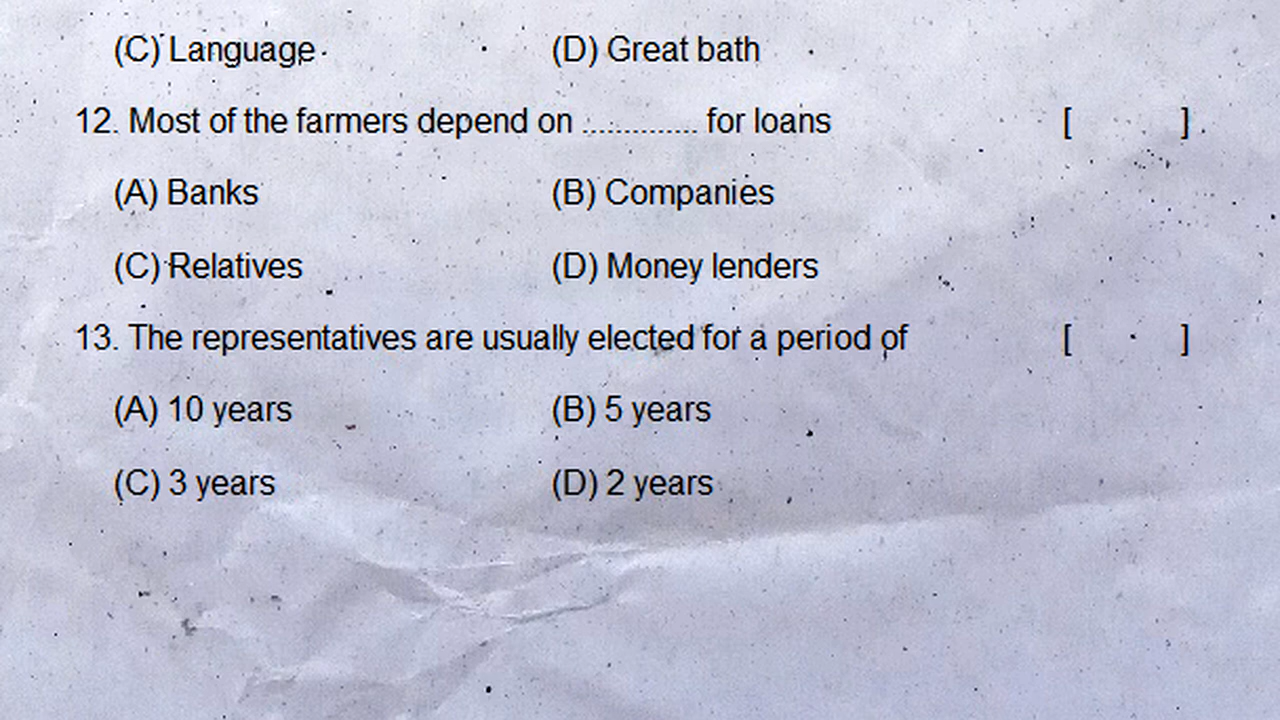 (C) Language (D) Great bath
12. Most of the farmers depend on .............. for loans [ ]
(A) Banks (B) Companies
(C) Relatives (D) Money lenders
13. The representatives are usually elected for a period of [ ]
(A) 10 years (B) 5 years
(C) 3 years (D) 2 years